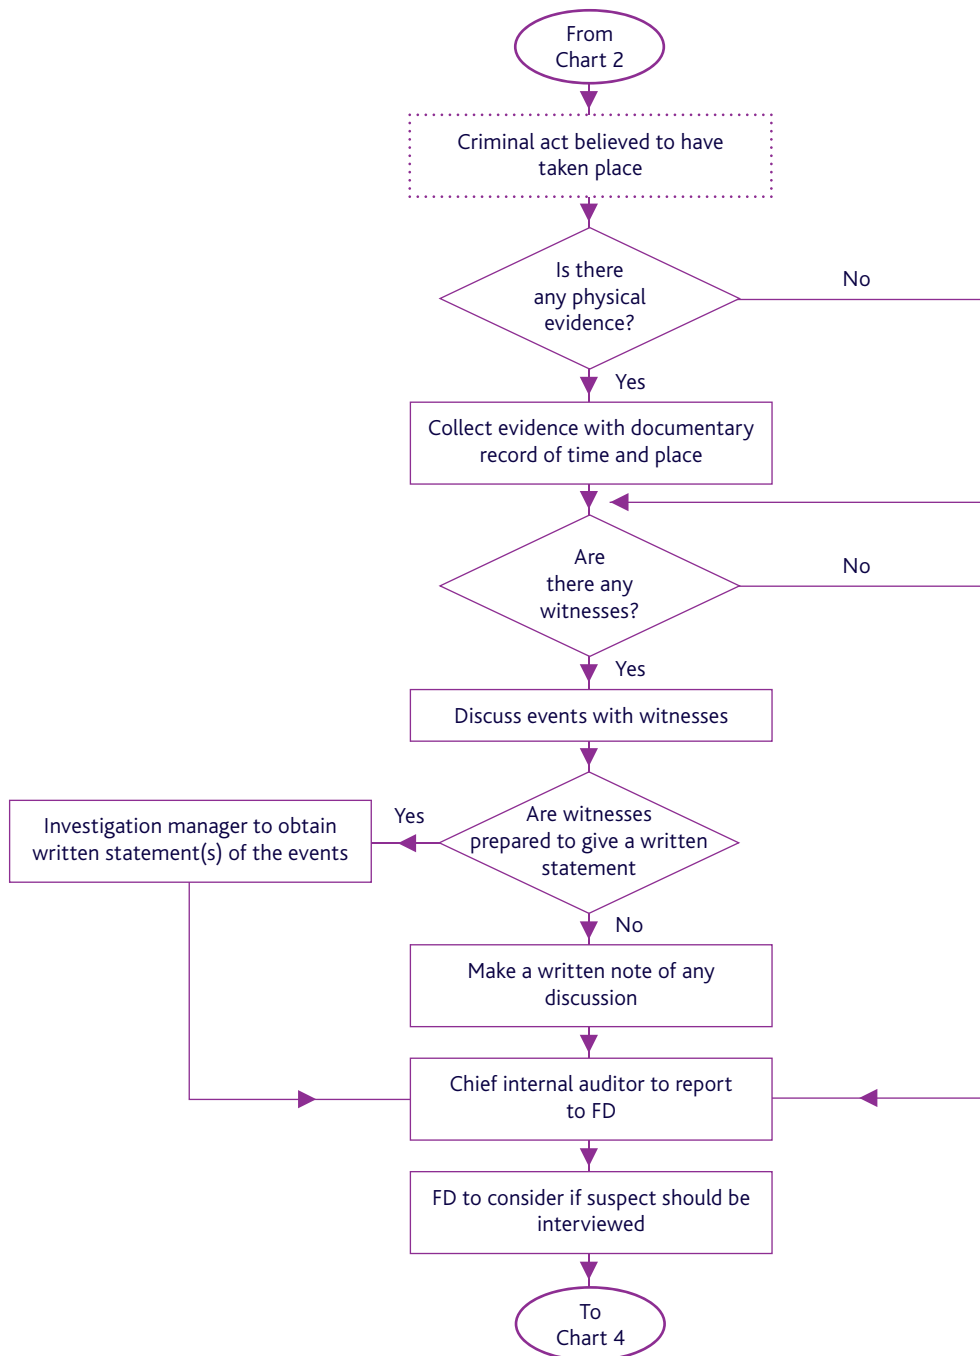 From
Chart 2
Criminal act believed to have
taken place
Is there
any physical
evidence?
No
Yes
Collect evidence with documentary
record of time and place
Are
there any
witnesses?
No
Yes
Discuss events with witnesses
Are witnesses
prepared to give a written
statement
Yes
Investigation manager to obtain
written statement(s) of the events
No
Make a written note of any
discussion
Chief internal auditor to report
to FD
FD to consider if suspect should be
interviewed
To
Chart 4